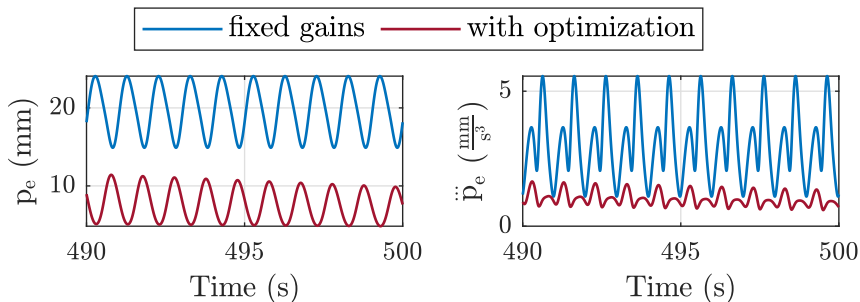 fixed gains with optimization
20
10
490 495 500
Time (s)
pₑ (mm)
5
0
490 495 500
Time (s)
p⃛ₑ (mm/s³)